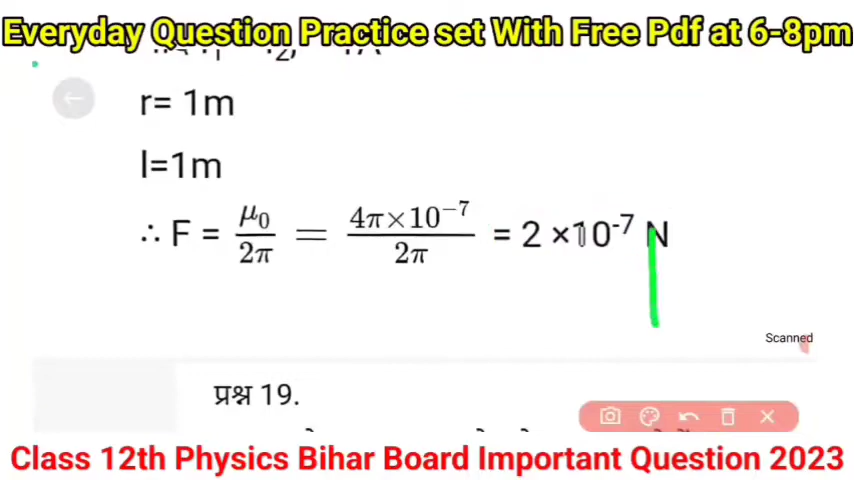 Everyday Question Practice set With Free Pdf at 6-8pm
r= 1m
l=1m
∴ F = μ₀/2π = 4π×10⁻⁷/2π = 2 ×10⁻⁷ N
Scanned
प्रश्न 19.
Class 12th Physics Bihar Board Important Question 2023